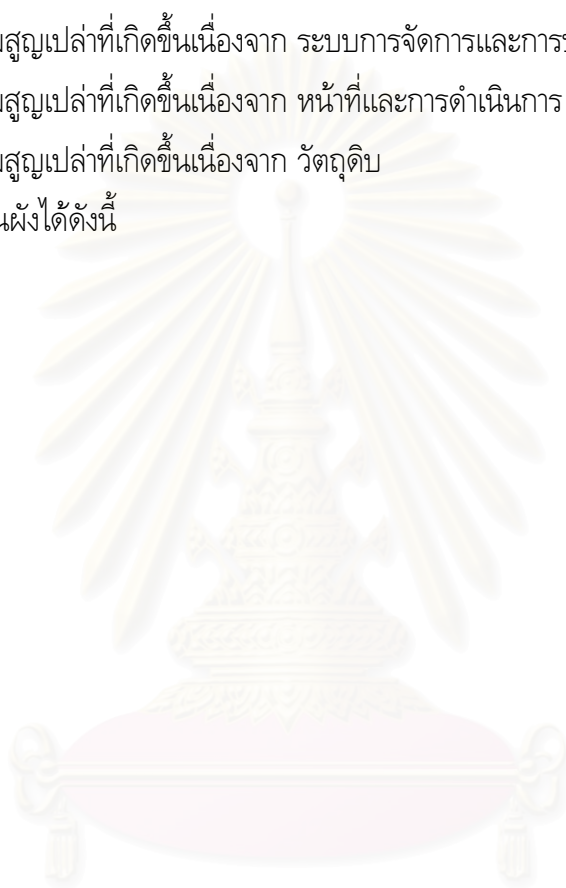 สูญเปล่าที่เกิดขึ้นเนื่องจาก ระบบการจัดการและการ
สูญเปล่าที่เกิดขึ้นเนื่องจาก หน้าที่และการดำเนินการ
สูญเปล่าที่เกิดขึ้นเนื่องจาก วัตถุดิบ
ผังได้ดังนี้